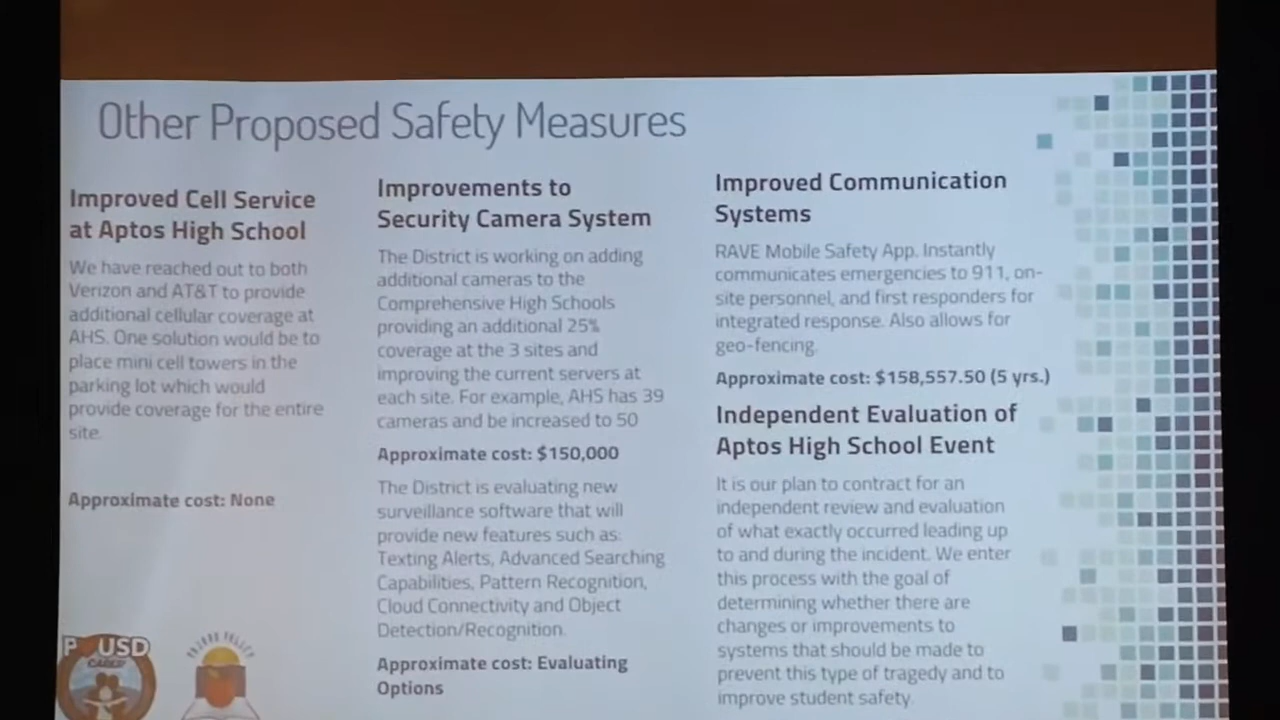 Other Proposed Safety Measures
Improved Cell Service
at Aptos High School
We have reached out to both
Verizon and AT&T to provide
additional cellular coverage at
AHS. One solution would be to
place mini cell towers in the
parking lot which would
provide coverage for the entire
site.
Approximate cost: None
Improvements to
Security Camera System
The District is working on adding
additional cameras to the
Comprehensive High Schools
providing an additional 25%
coverage at the 3 sites and
improving the current servers at
each site. For example, AHS has 39
cameras and be increased to 50
Approximate cost: $150,000
The District is evaluating new
surveillance software that will
provide new features such as:
Texting Alerts, Advanced Searching
Capabilities, Pattern Recognition,
Cloud Connectivity and Object
Detection/Recognition.
Approximate cost: Evaluating
Options
Improved Communication
Systems
RAVE Mobile Safety App. Instantly
communicates emergencies to 911, on-
site personnel, and first responders for
integrated response. Also allows for
geo-fencing.
Approximate cost: $158,557.50 (5 yrs.)
Independent Evaluation of
Aptos High School Event
It is our plan to contract for an
independent review and evaluation
of what exactly occurred leading up
to and during the incident. We enter
this process with the goal of
determining whether there are
changes or improvements to
systems that should be made to
prevent this type of tragedy and to
improve student safety.
USD
CARES
PAJARO VALLEY